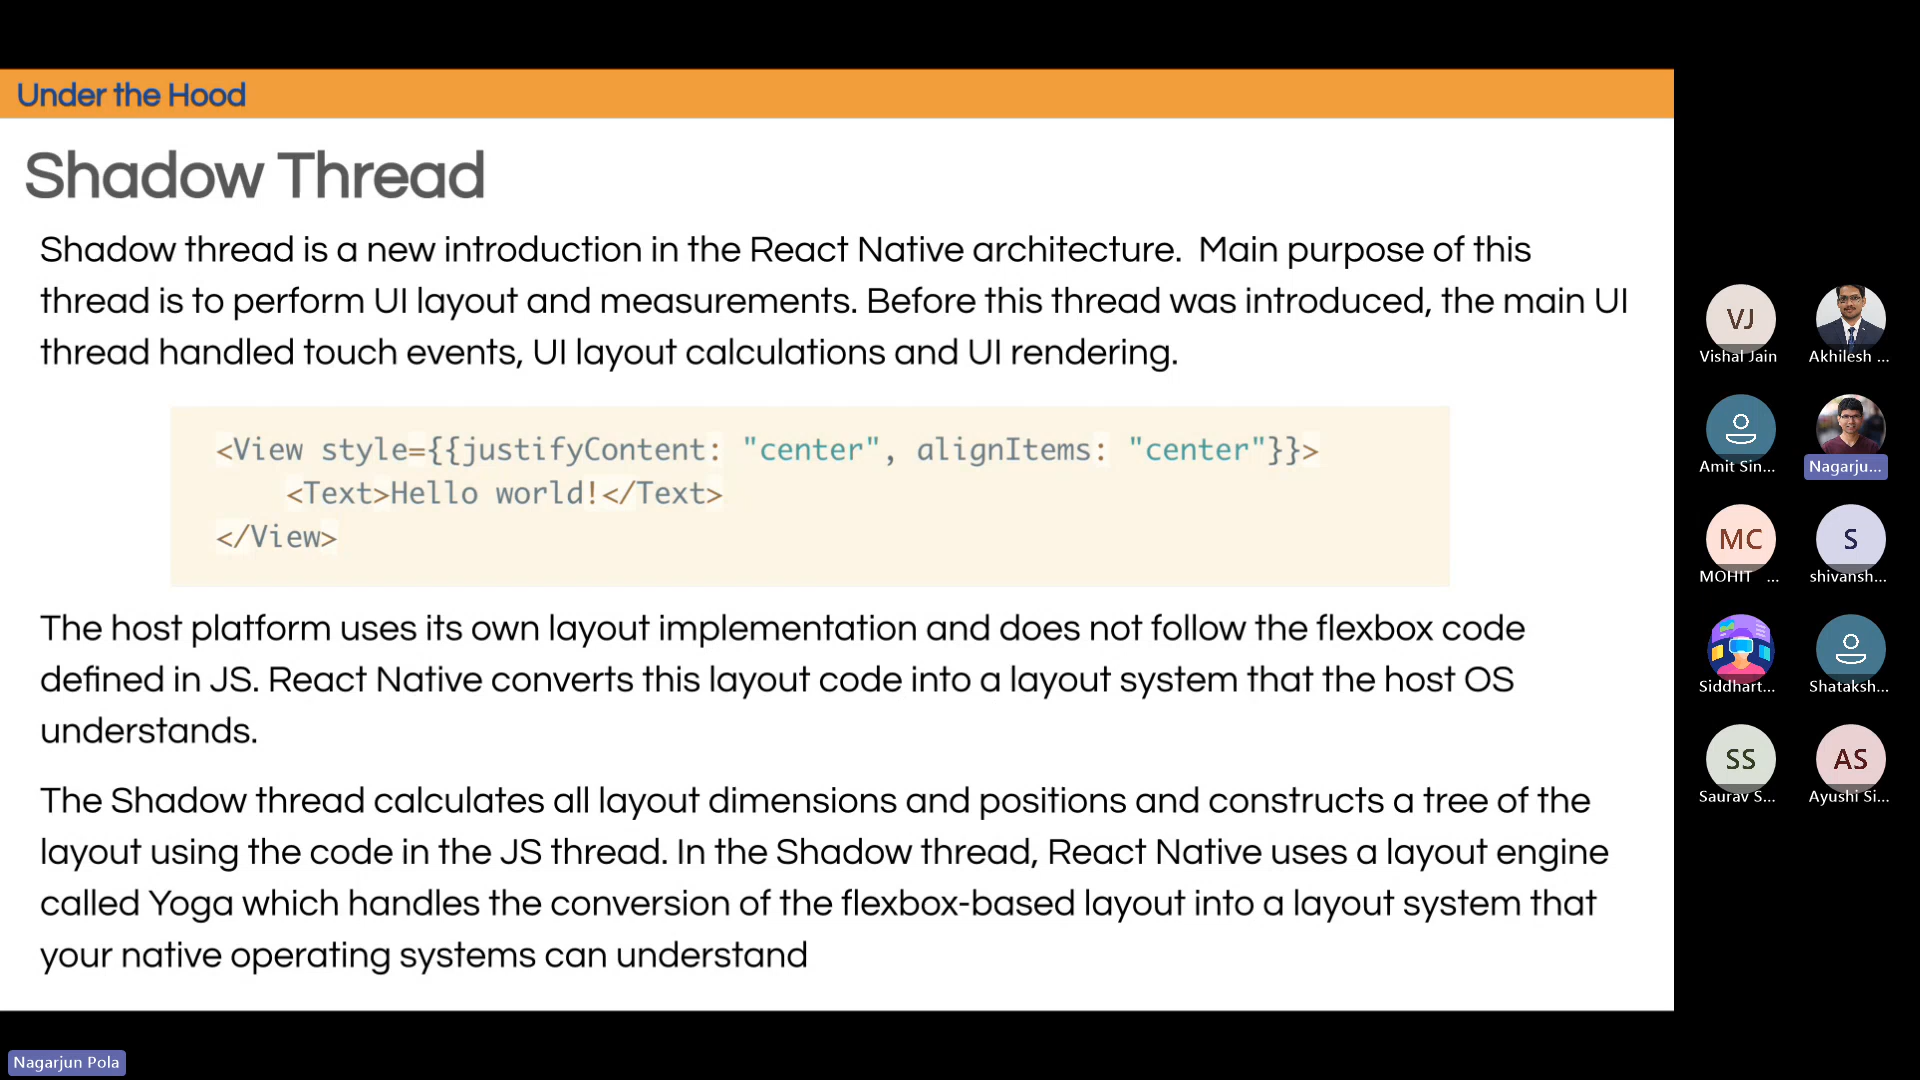 Under the Hood
Shadow Thread
Shadow thread is a new introduction in the React Native architecture.  Main purpose of this
thread is to perform UI layout and measurements. Before this thread was introduced, the main UI
thread handled touch events, UI layout calculations and UI rendering.
<View style={{justifyContent: "center", alignItems: "center"}}>
    <Text>Hello world!</Text>
</View>
The host platform uses its own layout implementation and does not follow the flexbox code
defined in JS. React Native converts this layout code into a layout system that the host OS
understands.
The Shadow thread calculates all layout dimensions and positions and constructs a tree of the
layout using the code in the JS thread. In the Shadow thread, React Native uses a layout engine
called Yoga which handles the conversion of the flexbox-based layout into a layout system that
your native operating systems can understand
VJ
Vishal Jain
Akhilesh ...
Amit Sin...
Nagarju...
MC
MOHIT ...
S
shivansh...
Siddhart...
Shataksh...
SS
Saurav S...
AS
Ayushi Si...
Nagarjun Pola